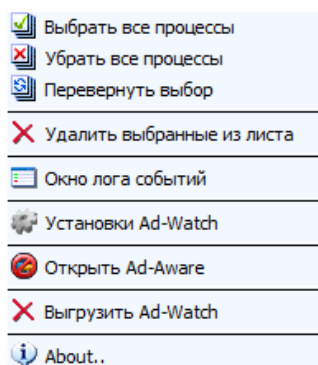 Выбрать все процессы
Убрать все процессы
Перевернуть выбор
Удалить выбранные из листа
Окно лога событий
Установки Ad-Watch
Открыть Ad-Aware
Выгрузить Ad-Watch
About..